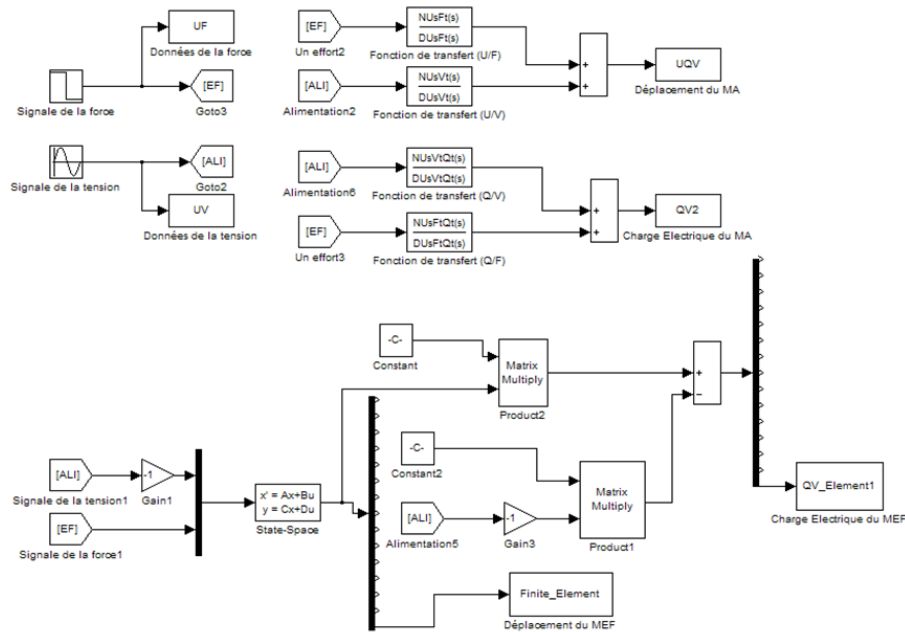 UF
Données de la force
[EF]
Goto3
Signale de la force
[EF]
Un effort2
NUsFt(s)
DUsFt(s)
Fonction de transfert (U/F)
[ALI]
Alimentation2
NUsVt(s)
DUsVt(s)
Fonction de transfert (U/V)
+
+
UQV
Déplacement du MA
Signale de la tension
[ALI]
Goto2
UV
Données de la tension
[ALI]
Alimentation6
NUsVtQt(s)
DUsVtQt(s)
Fonction de transfert (Q/V)
[EF]
Un effort3
NUsFtQt(s)
DUsFtQt(s)
Fonction de transfert (Q/F)
+
+
QV2
Charge Electrique du MA
-C-
Constant
Matrix
Multiply
Product2
+
−
-C-
Constant2
[ALI]
Alimentation5
-1
Gain3
Matrix
Multiply
Product1
QV_Element1
Charge Electrique du MEF
[ALI]
Signale de la tension1
-1
Gain1
[EF]
Signale de la force1
x' = Ax+Bu
y = Cx+Du
State-Space
Finite_Element
Déplacement du MEF